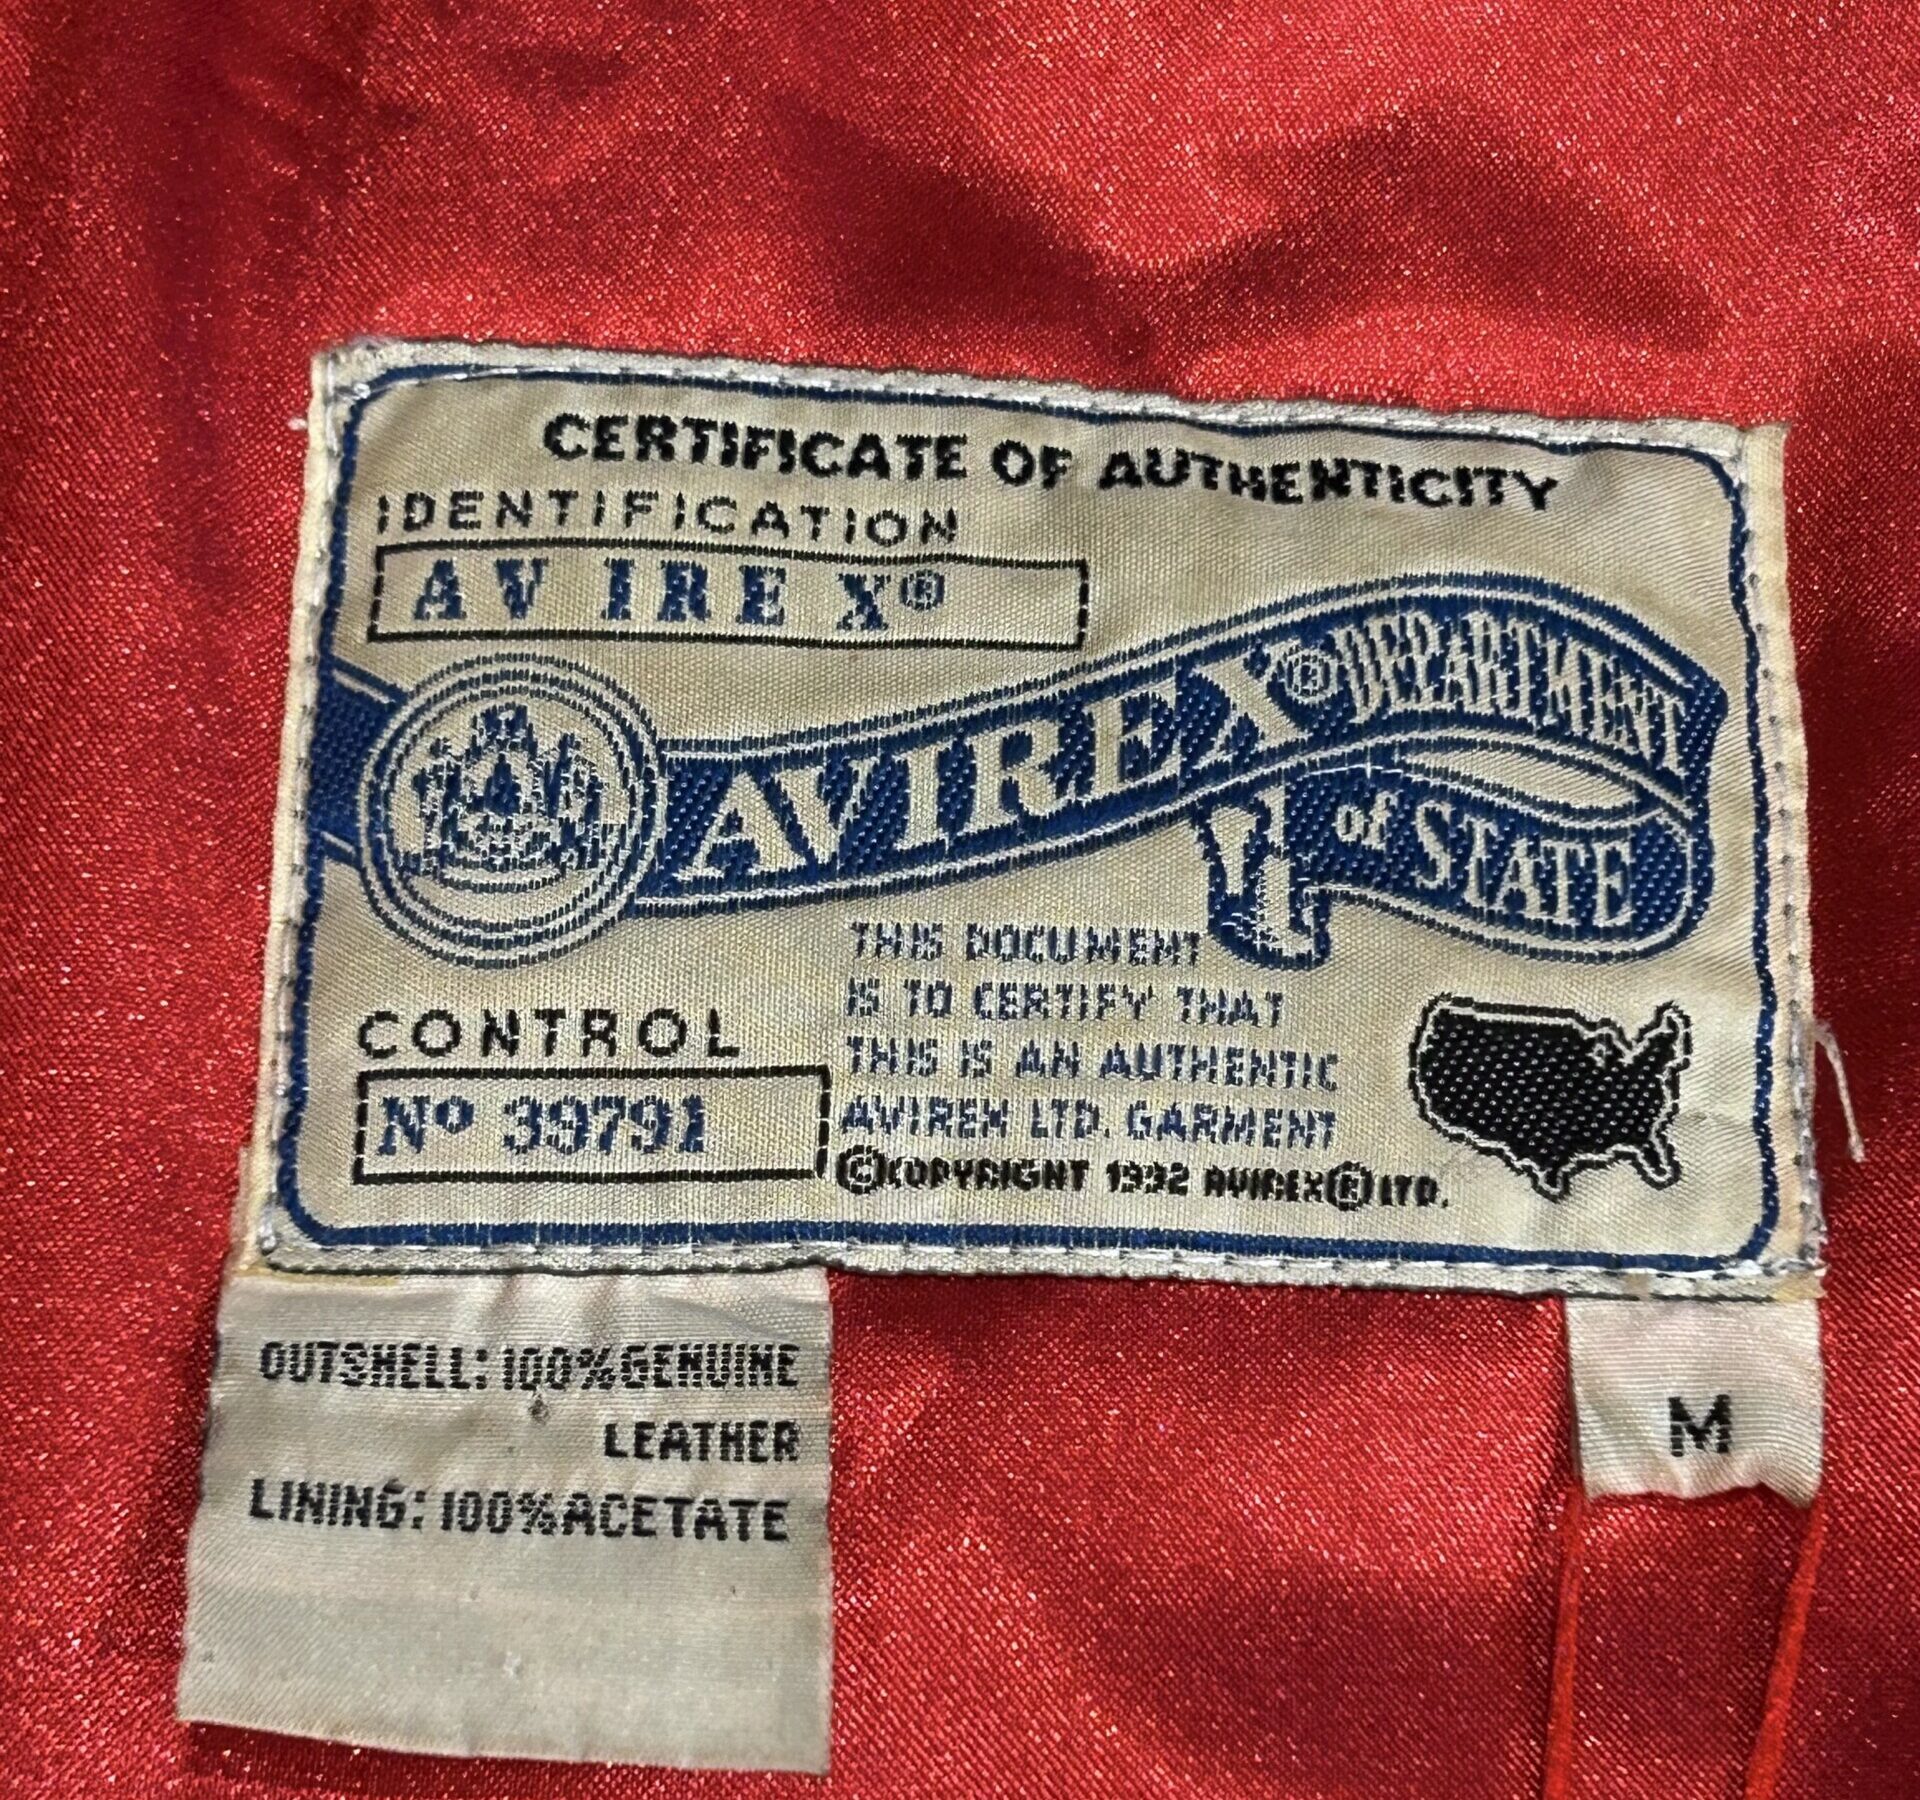 CERTIFICATE OF AUTHENTICITY
IDENTIFICATION
AVIREX®
AVIREX® DEPARTMENT
of STATE
THIS DOCUMENT
IS TO CERTIFY THAT
THIS IS AN AUTHENTIC
AVIREX LTD. GARMENT
©COPYRIGHT 1992 AVIREX® LTD.
CONTROL
Nº 39791
OUTSHELL: 100% GENUINE
LEATHER
LINING: 100% ACETATE
M